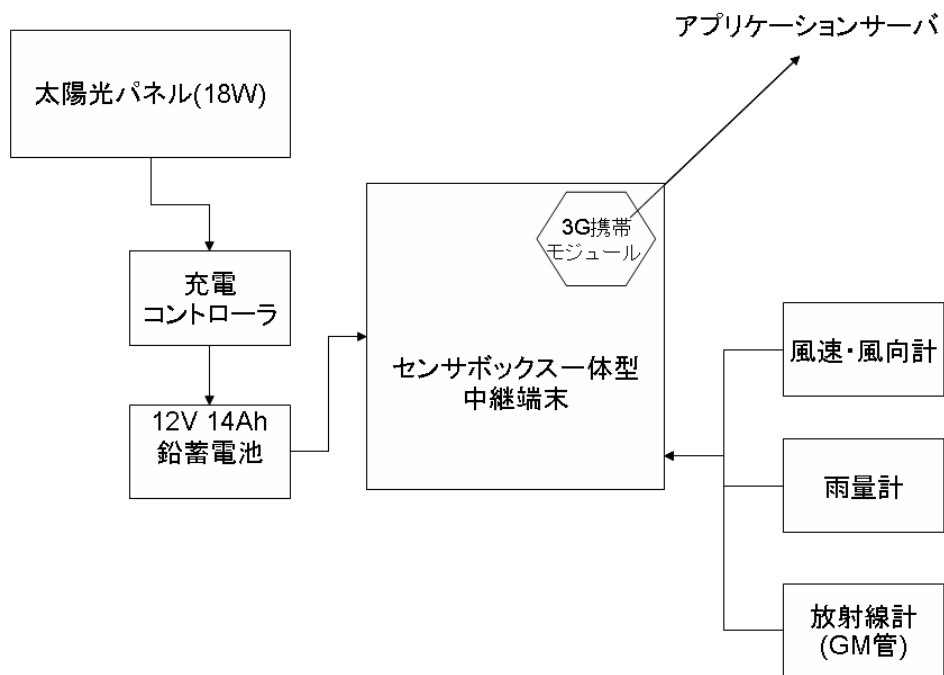 アプリケーションサーバ
太陽光パネル(18W)
3G携帯
モジュール
充電
コントローラ
センサボックス一体型
中継端末
12V 14Ah
鉛蓄電池
風速・風向計
雨量計
放射線計
(GM管)